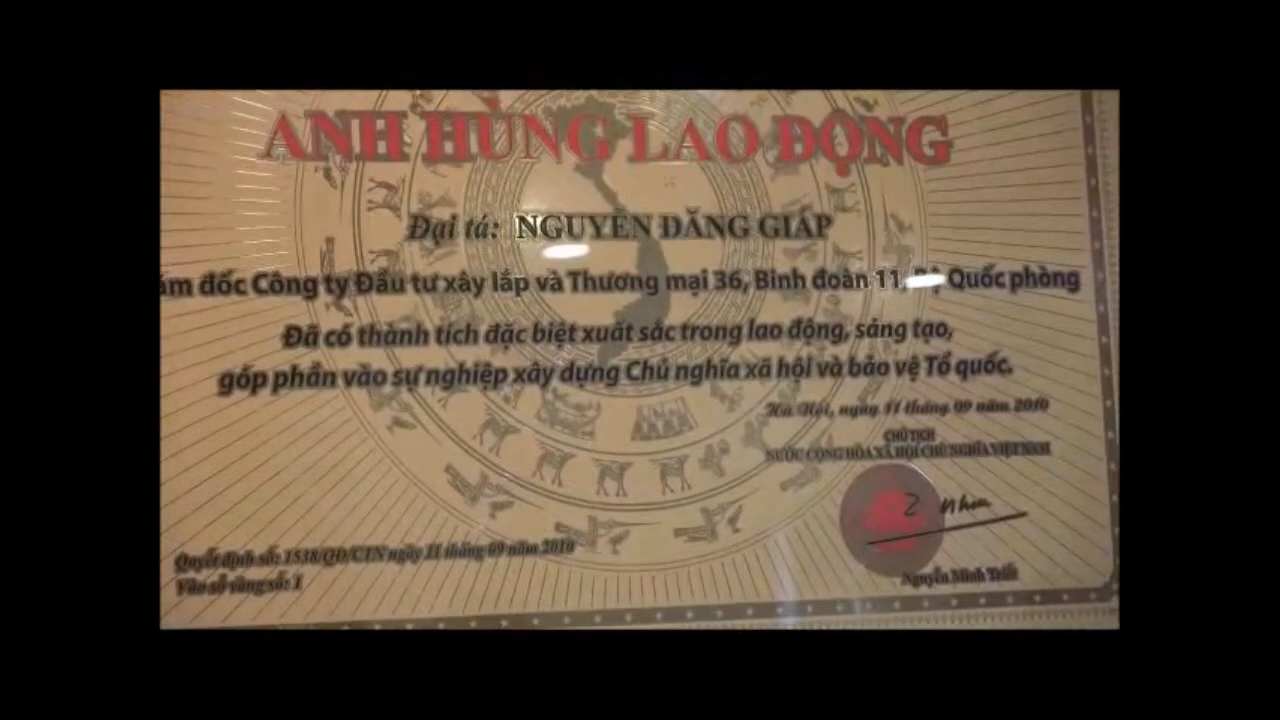 ANH HÙNG LAO ĐỘNG
Đại tá: NGUYỄN ĐĂNG GIÁP
ám đốc Công ty Đầu tư xây lắp và Thương mại 36, Binh đoàn 11, Bộ Quốc phòng
Đã có thành tích đặc biệt xuất sắc trong lao động, sáng tạo,
góp phần vào sự nghiệp xây dựng Chủ nghĩa xã hội và bảo vệ Tổ quốc.
Hà Nội, ngày 11 tháng 09 năm 2010
CHỦ TỊCH
NƯỚC CỘNG HÒA XÃ HỘI CHỦ NGHĨA VIỆT NAM
Quyết định số: 1538/QĐ/CTN ngày 11 tháng 09 năm 2010
Vào sổ vàng số: 1
Nguyễn Minh Triết